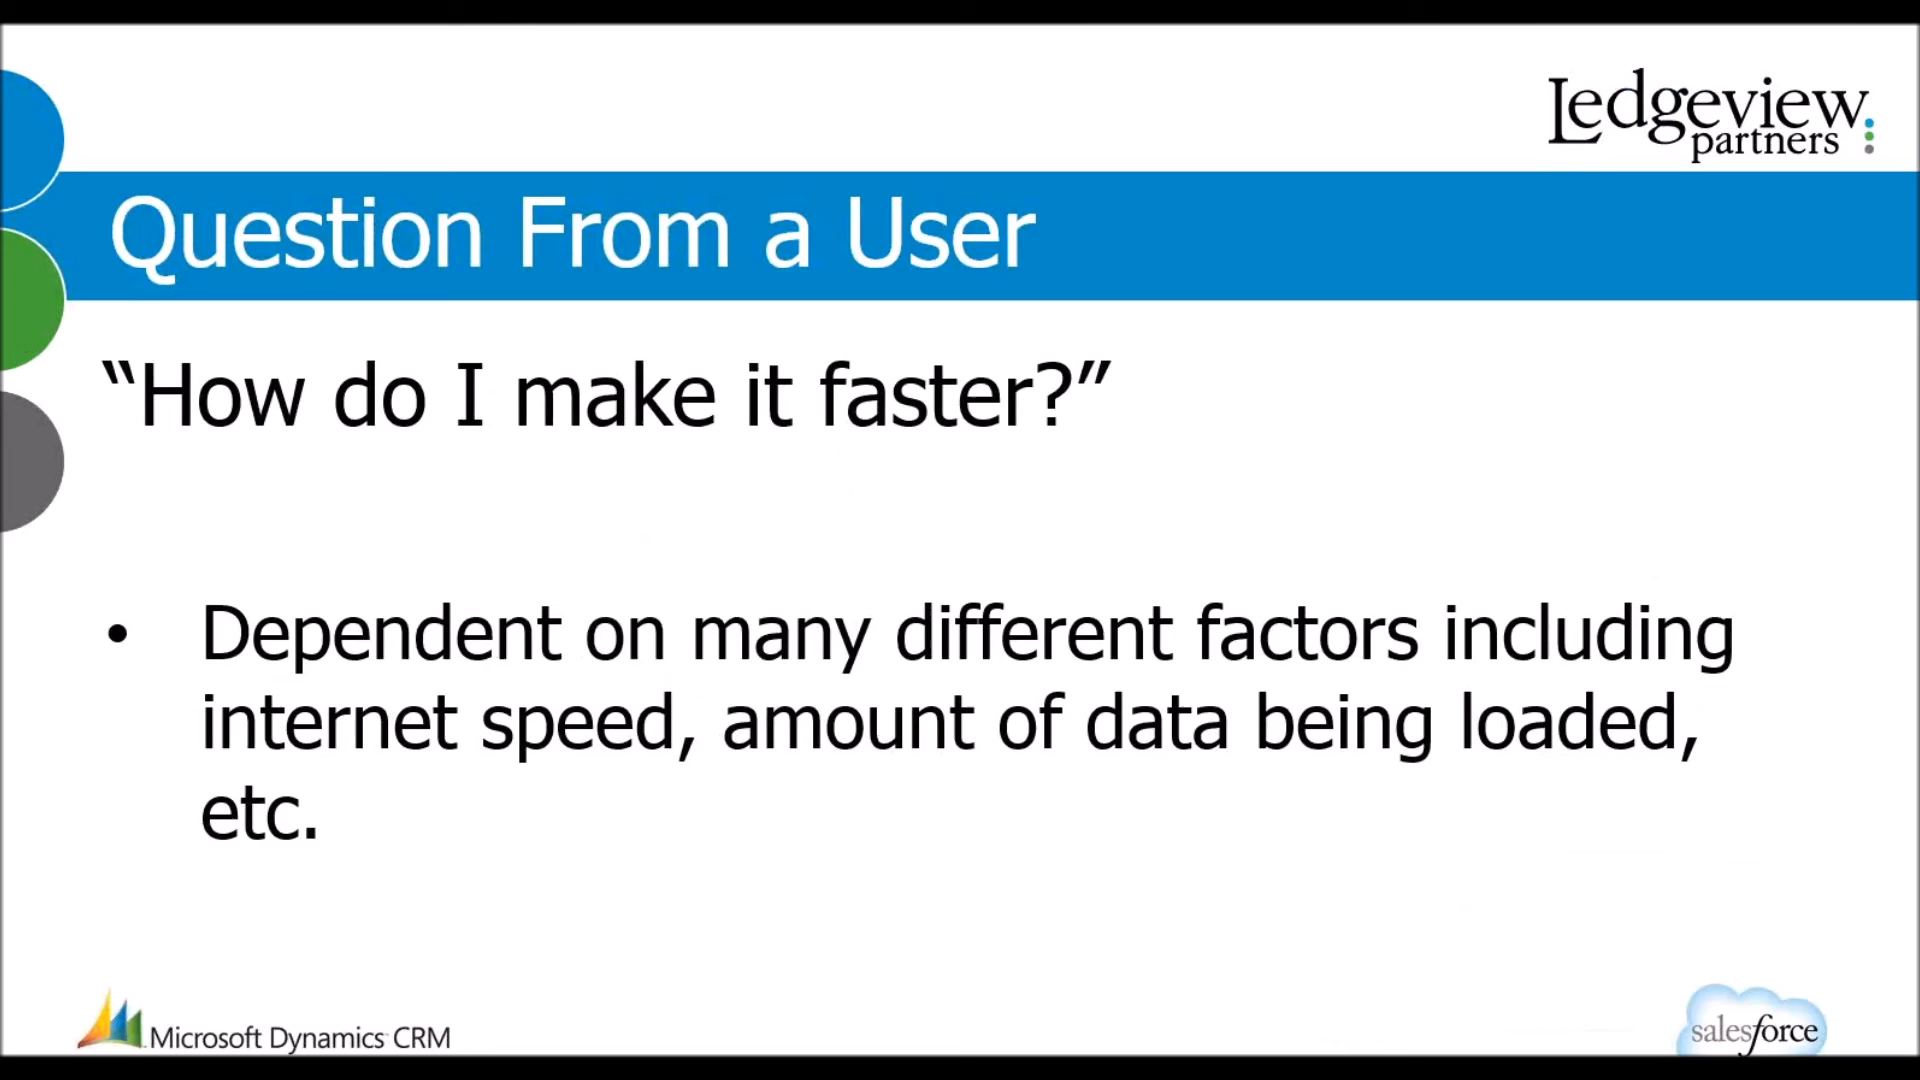 Ledgeview
partners
Question From a User
“How do I make it faster?”
• Dependent on many different factors including
internet speed, amount of data being loaded,
etc.
Microsoft Dynamics CRM
salesforce